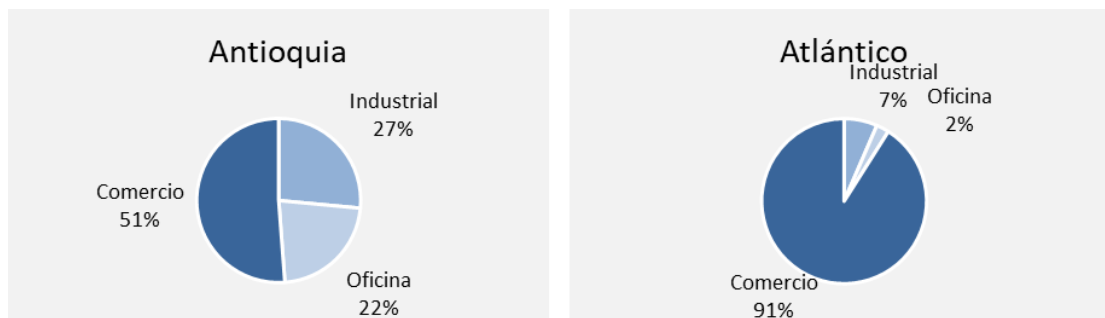 Antioquia
Industrial
27%
Comercio
51%
Oficina
22%
Atlántico
Industrial
7%
Oficina
2%
Comercio
91%